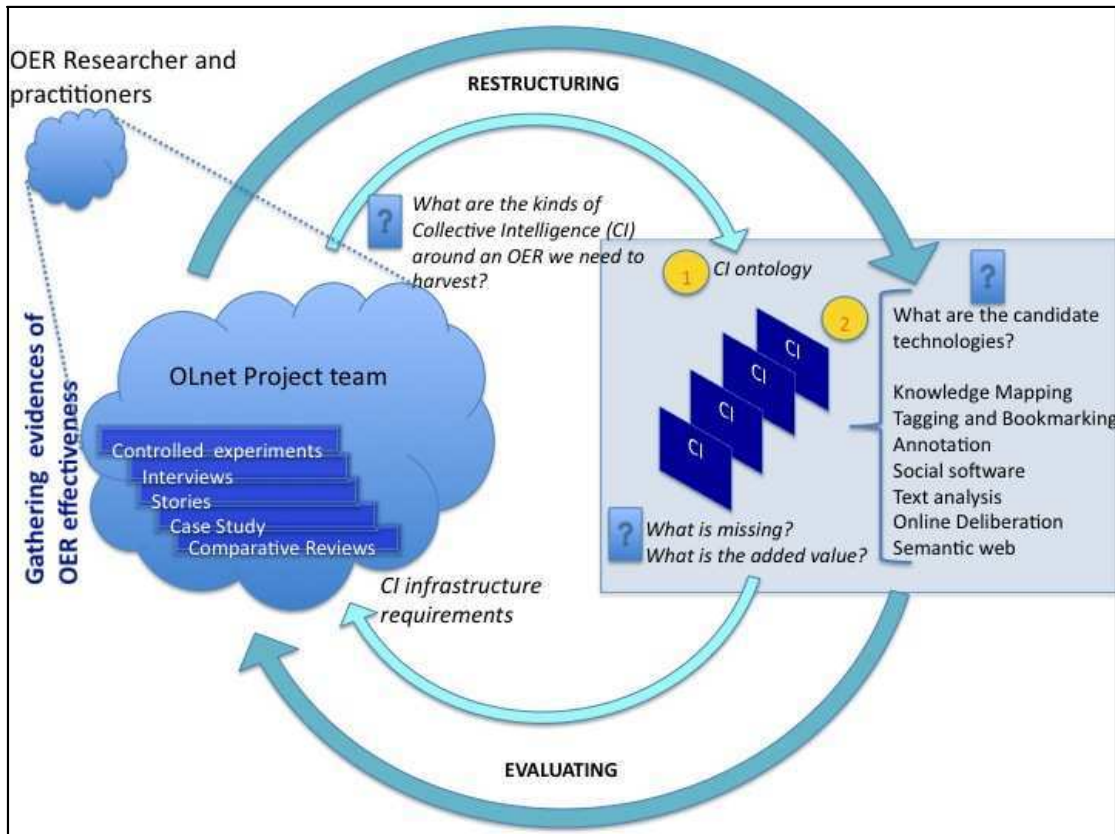 OER Researcher and
practitioners
RESTRUCTURING
?
What are the kinds of
Collective Intelligence (CI)
around an OER we need to
harvest?
Gathering evidences of
OER effectiveness
OLnet Project team
Controlled experiments
Interviews
Stories
Case Study
Comparative Reviews
1
CI ontology
2
CI
CI
CI
CI
?
What are the candidate
technologies?
Knowledge Mapping
Tagging and Bookmarking
Annotation
Social software
Text analysis
Online Deliberation
Semantic web
?
What is missing?
What is the added value?
CI infrastructure
requirements
EVALUATING